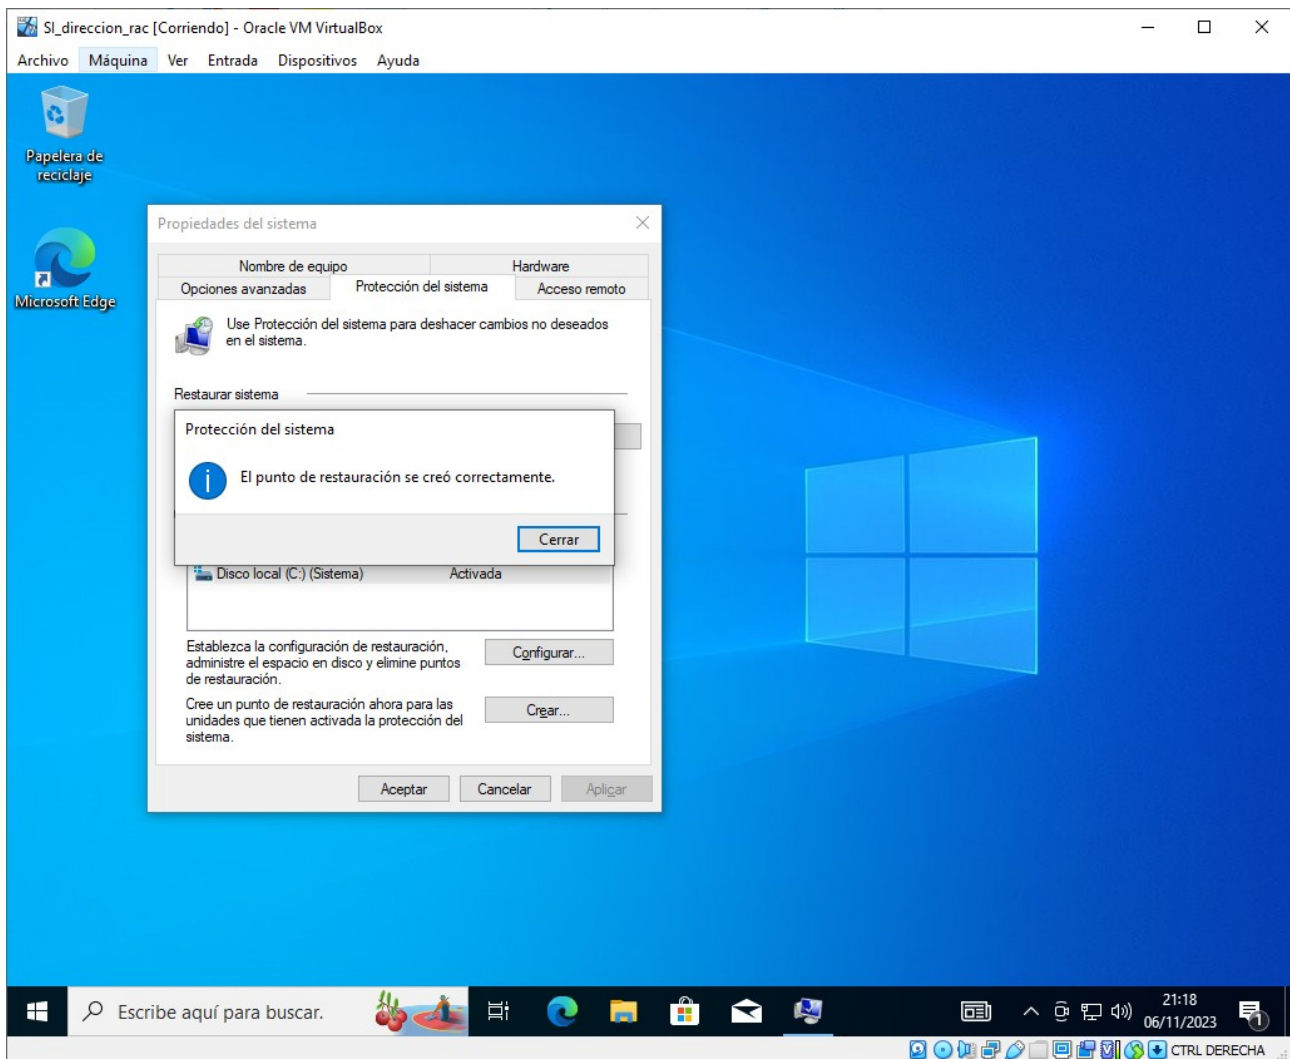 SI_direccion_rac [Corriendo] - Oracle VM VirtualBox
Archivo Máquina Ver Entrada Dispositivos Ayuda
Papelera de
reciclaje
Microsoft Edge
Propiedades del sistema
Nombre de equipo Hardware
Opciones avanzadas Protección del sistema Acceso remoto
Use Protección del sistema para deshacer cambios no deseados
en el sistema.
Restaurar sistema
Protección del sistema
El punto de restauración se creó correctamente.
Cerrar
Disco local (C:) (Sistema) Activada
Establezca la configuración de restauración,
administre el espacio en disco y elimine puntos
de restauración.
Configurar...
Cree un punto de restauración ahora para las
unidades que tienen activada la protección del
sistema.
Crear...
Aceptar Cancelar Aplicar
Escribe aquí para buscar.
21:18
06/11/2023
1
CTRL DERECHA